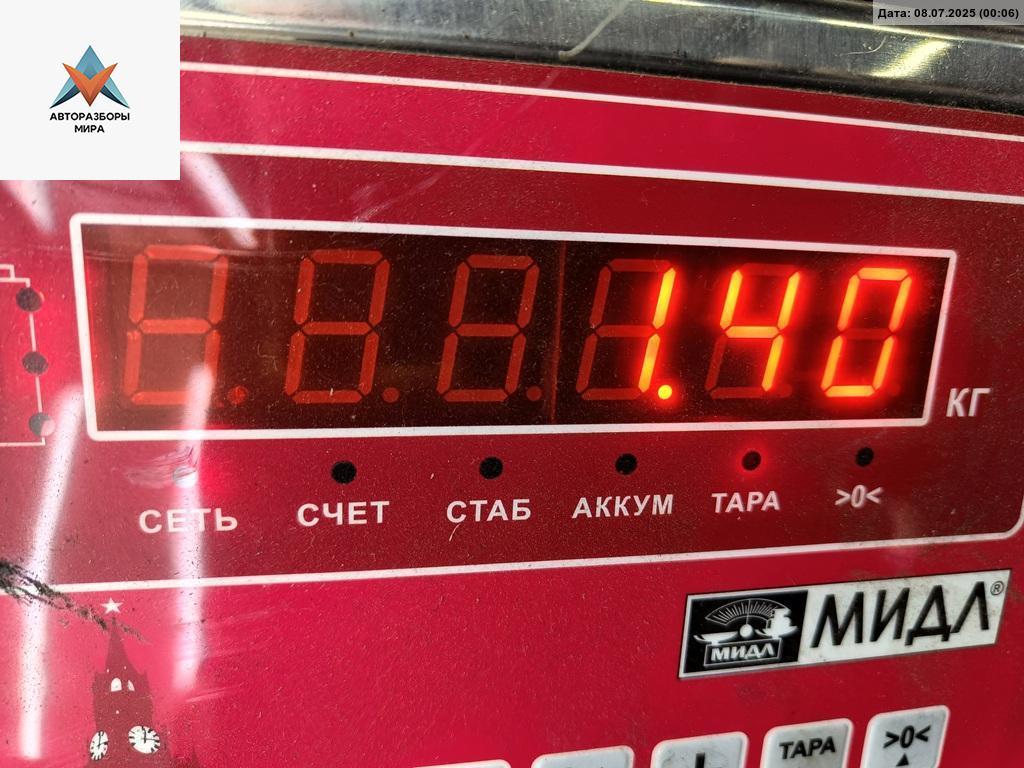 Дата: 08.07.2025 (00:06)
АВТОРАЗБОРЫ
МИРА
1.40
КГ
СЕТЬ СЧЕТ СТАБ АККУМ ТАРА >0<
МИДЛ МИДЛ®
ТАРА >0<